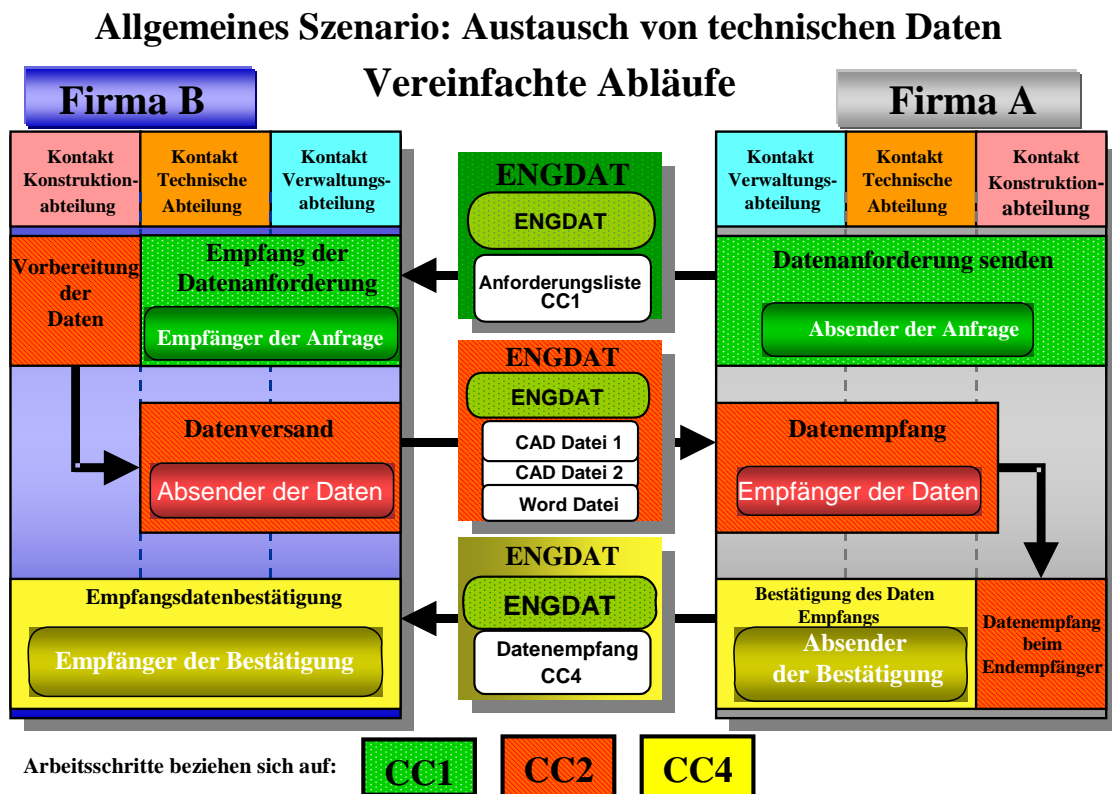 Allgemeines Szenario: Austausch von technischen Daten
Vereinfachte Abläufe
Firma B
Firma A
Kontakt
Konstruktion-
abteilung
Kontakt
Technische
Abteilung
Kontakt
Verwaltungs-
abteilung
ENGDAT
ENGDAT
Anforderungsliste
CC1
Kontakt
Verwaltungs-
abteilung
Kontakt
Technische
Abteilung
Kontakt
Konstruktion-
abteilung
Vorbereitung
der
Daten
Empfang der
Datenanforderung
Empfänger der Anfrage
Datenanforderung senden
Absender der Anfrage
Datenversand
Absender der Daten
ENGDAT
ENGDAT
CAD Datei 1
CAD Datei 2
Word Datei
Datenempfang
Empfänger der Daten
Empfangsdatenbestätigung
Empfänger der Bestätigung
ENGDAT
ENGDAT
Datenempfang
CC4
Bestätigung des Daten
Empfangs
Absender
der Bestätigung
Datenempfang
beim
Endempfänger
Arbeitsschritte beziehen sich auf:
CC1
CC2
CC4